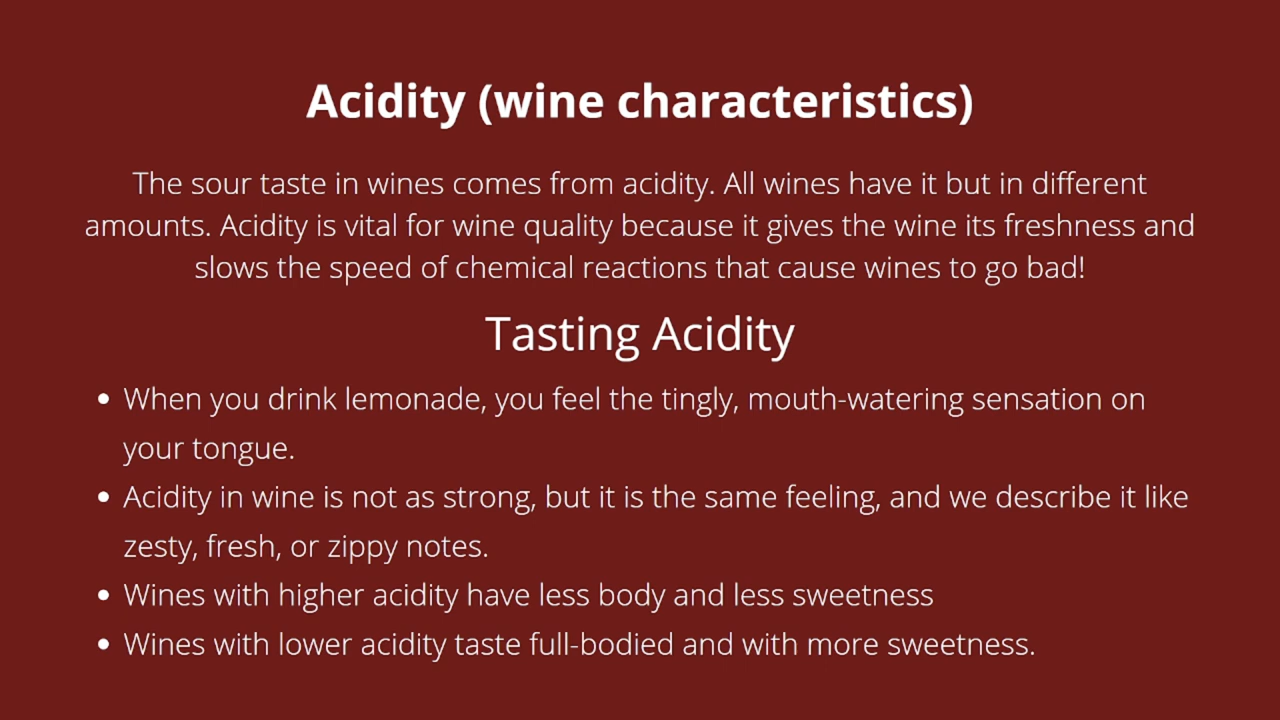 Acidity (wine characteristics)
The sour taste in wines comes from acidity. All wines have it but in different
amounts. Acidity is vital for wine quality because it gives the wine its freshness and
slows the speed of chemical reactions that cause wines to go bad!
Tasting Acidity
• When you drink lemonade, you feel the tingly, mouth-watering sensation on
your tongue.
• Acidity in wine is not as strong, but it is the same feeling, and we describe it like
zesty, fresh, or zippy notes.
• Wines with higher acidity have less body and less sweetness
• Wines with lower acidity taste full-bodied and with more sweetness.